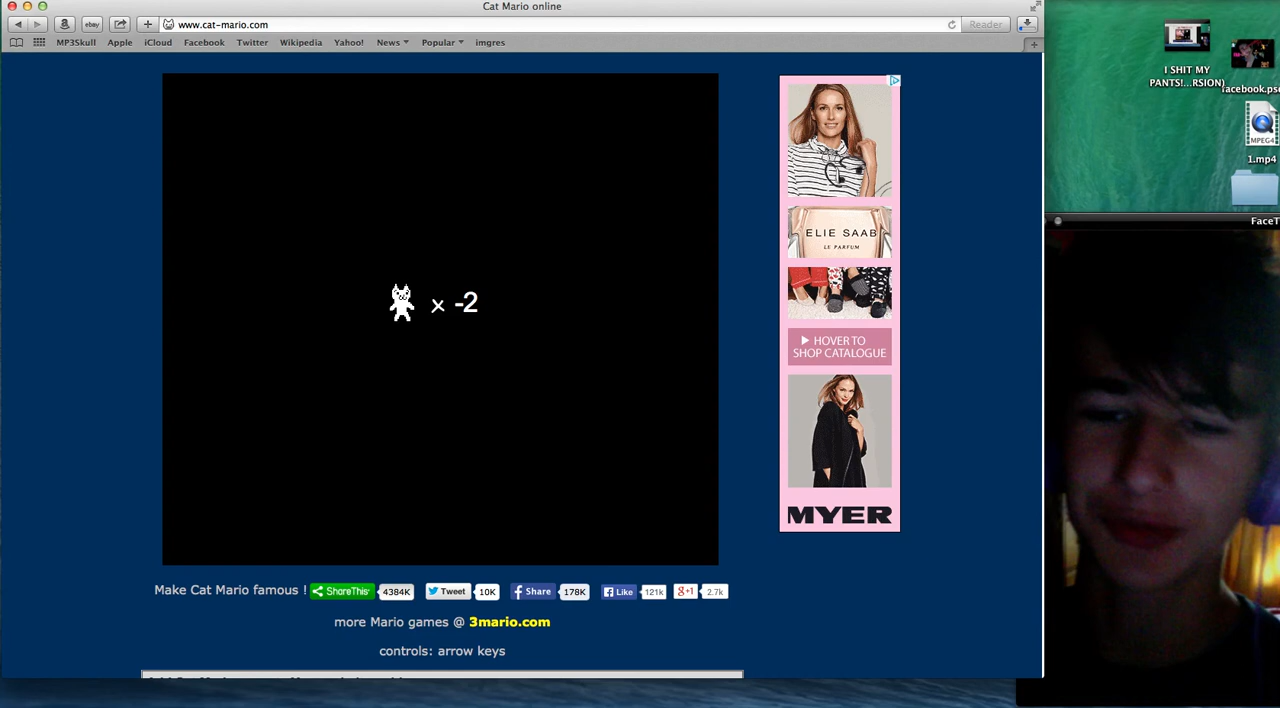 Cat Mario online
ebay
www.cat-mario.com
Reader
MP3Skull Apple iCloud Facebook Twitter Wikipedia Yahoo! News Popular imgres
I SHIT MY
PANTS!...RSION)
facebook.psd
MPEG4
1.mp4
FaceT
× -2
ELIE SAAB
LE PARFUM
HOVER TO
SHOP CATALOGUE
MYER
Make Cat Mario famous ! ShareThis 4384K Tweet 10K Share 178K Like 121k +1 2.7k
more Mario games @ 3mario.com
controls: arrow keys